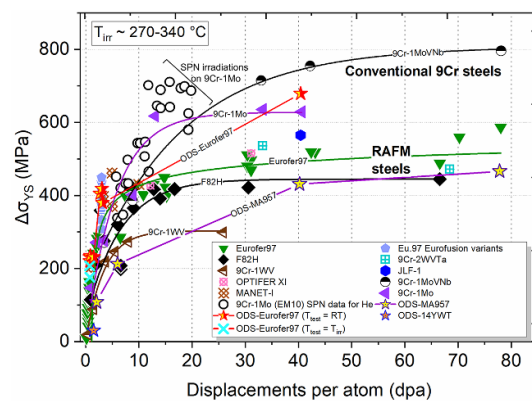 T_irr ~ 270-340 °C
SPN irradiations
on 9Cr-1Mo
9Cr-1MoVNb
Conventional 9Cr steels
9Cr-1Mo
ODS-Eurofer97
Eurofer97
RAFM
steels
F82H
ODS-MA957
9Cr-1WV
Δσ_YS (MPa)
800
600
400
200
0
Eurofer97
F82H
9Cr-1WV
OPTIFER XI
MANET-I
9Cr-1Mo (EM10) SPN data for He
ODS-Eurofer97 (T_test = RT)
ODS-Eurofer97 (T_test = T_irr)
Eu.97 Eurofusion variants
9Cr-2WVTa
JLF-1
9Cr-1MoVNb
9Cr-1Mo
ODS-MA957
ODS-14YWT
0 10 20 30 40 50 60 70 80
Displacements per atom (dpa)